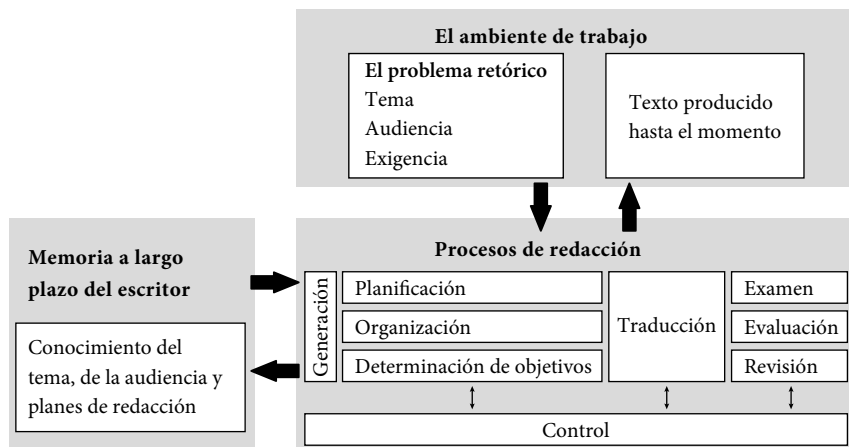 El ambiente de trabajo
El problema retórico
Tema
Audiencia
Exigencia
Texto producido
hasta el momento
Memoria a largo
plazo del escritor
Conocimiento del
tema, de la audiencia y
planes de redacción
Procesos de redacción
Generación
Planificación
Organización
Determinación de objetivos
Traducción
Examen
Evaluación
Revisión
Control